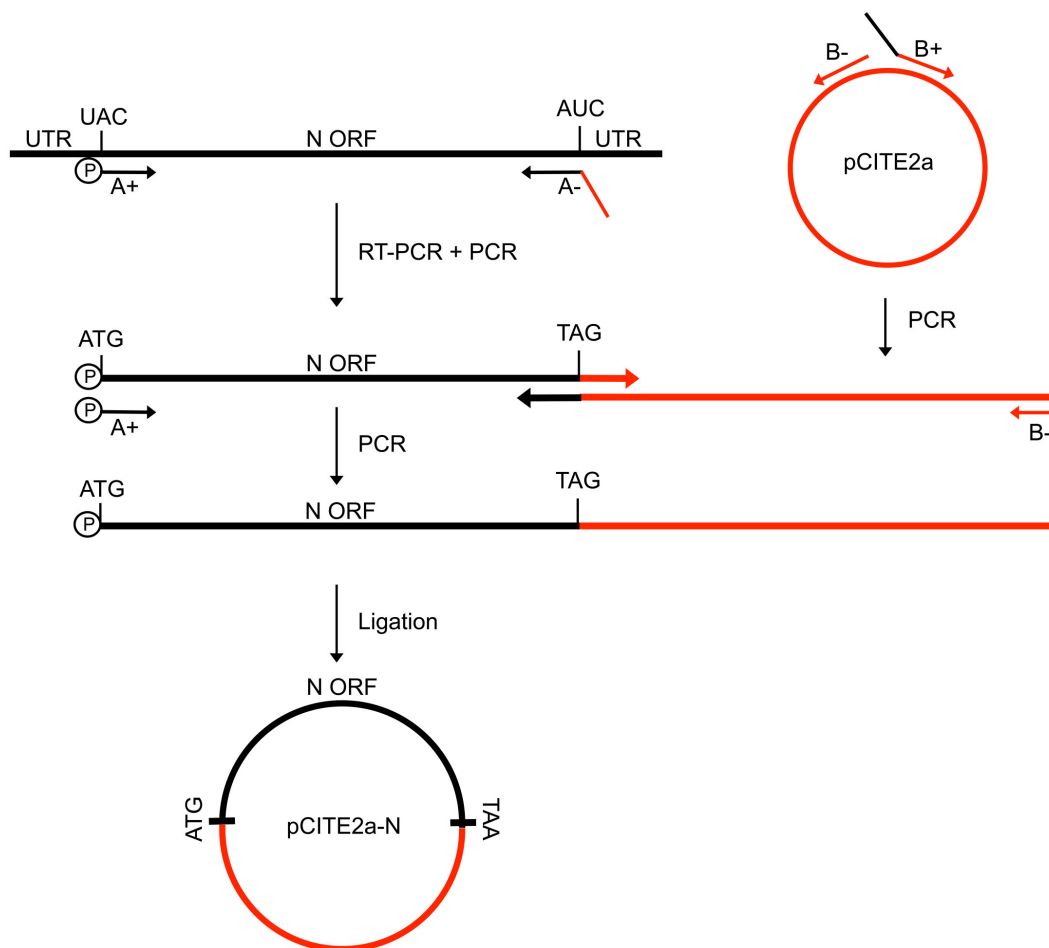 B-
B+
UAC
AUC
UTR
N ORF
UTR
P
A+
A-
pCITE2a
RT-PCR + PCR
PCR
ATG
N ORF
TAG
P
P
A+
B-
PCR
ATG
N ORF
TAG
P
Ligation
N ORF
ATG
pCITE2a-N
TAA